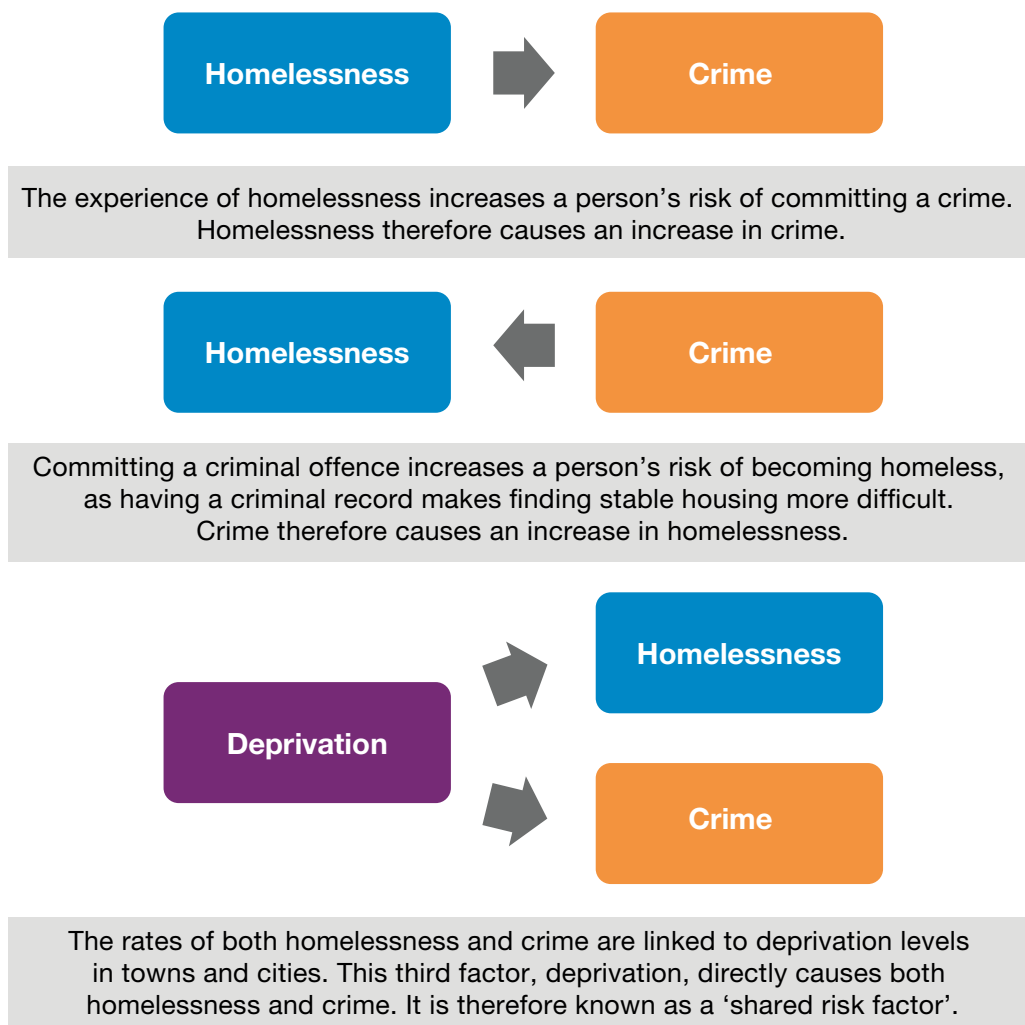 Homelessness
Crime
The experience of homelessness increases a person’s risk of committing a crime.
Homelessness therefore causes an increase in crime.
Homelessness
Crime
Committing a criminal offence increases a person’s risk of becoming homeless,
as having a criminal record makes finding stable housing more difficult.
Crime therefore causes an increase in homelessness.
Homelessness
Deprivation
Crime
The rates of both homelessness and crime are linked to deprivation levels
in towns and cities. This third factor, deprivation, directly causes both
homelessness and crime. It is therefore known as a ‘shared risk factor’.